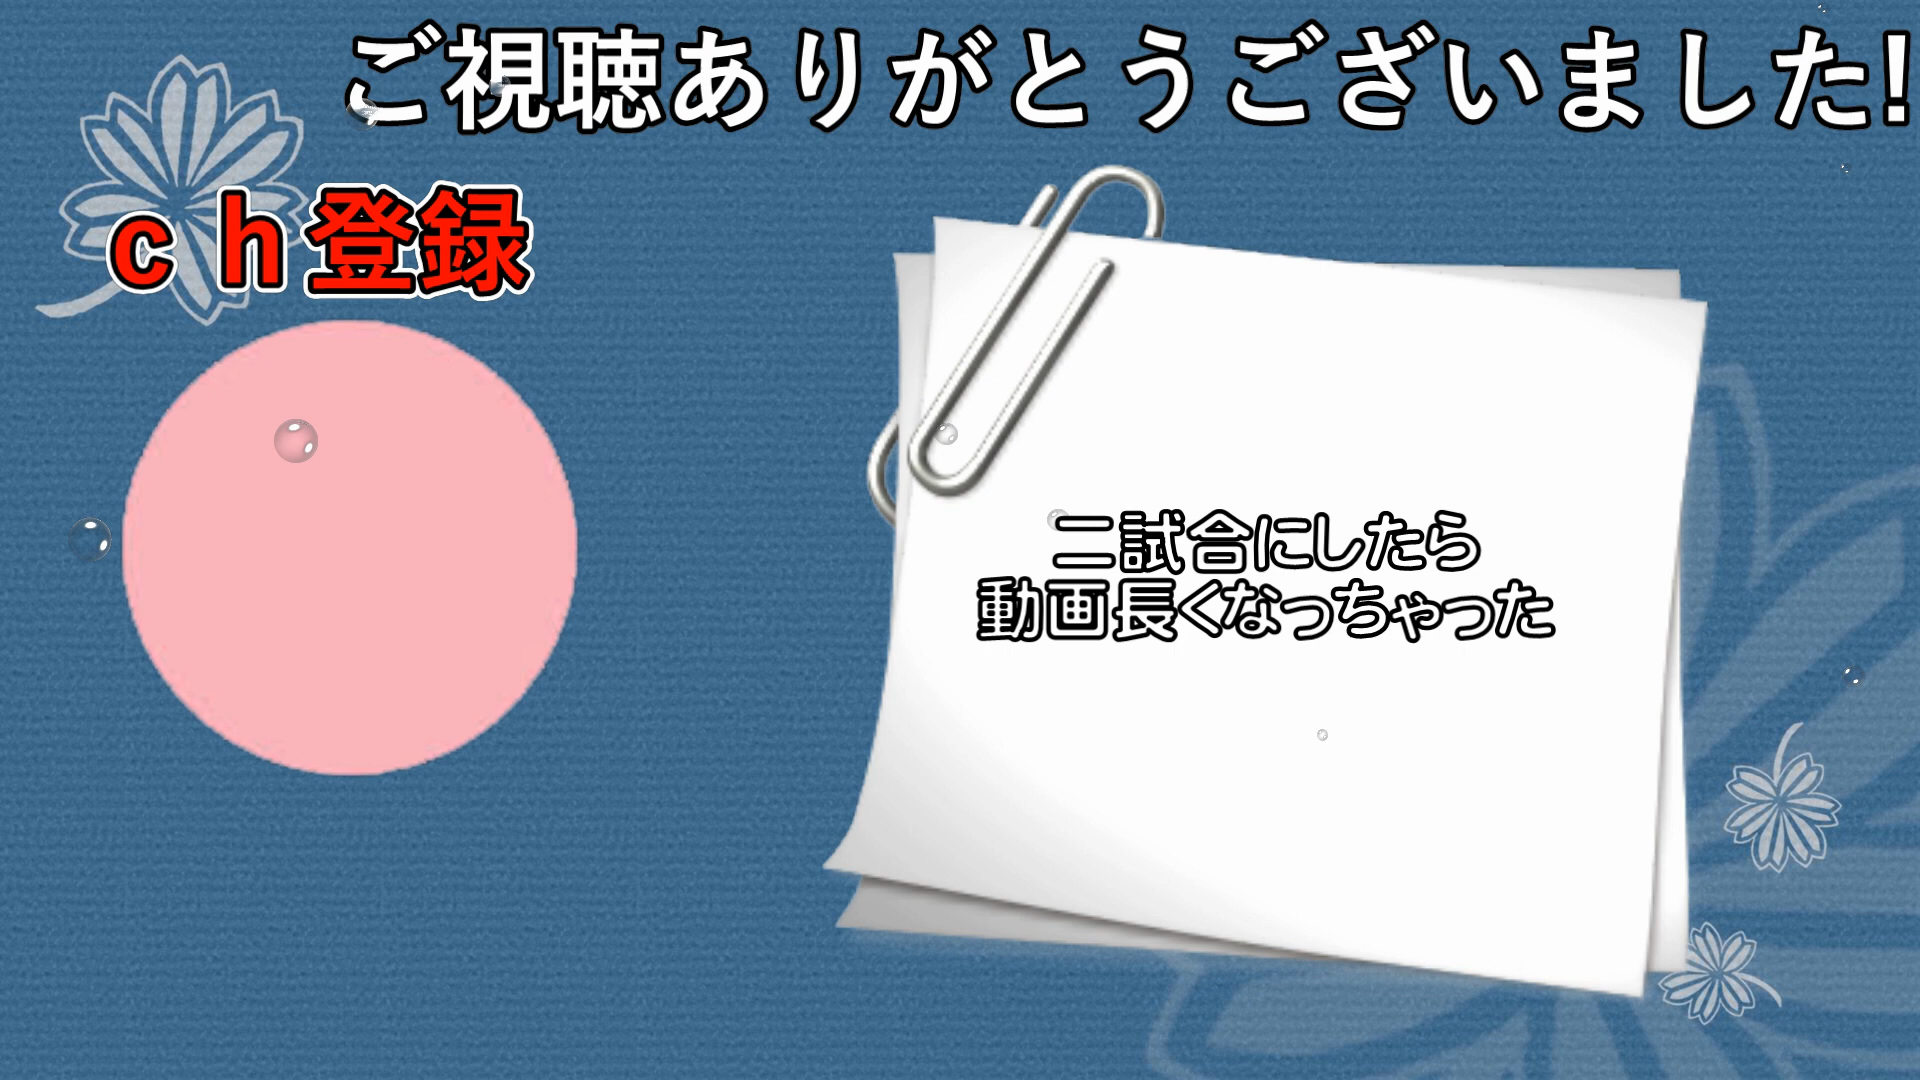 ご視聴ありがとうございました!
ｃｈ登録
二試合にしたら
動画長くなっちゃった